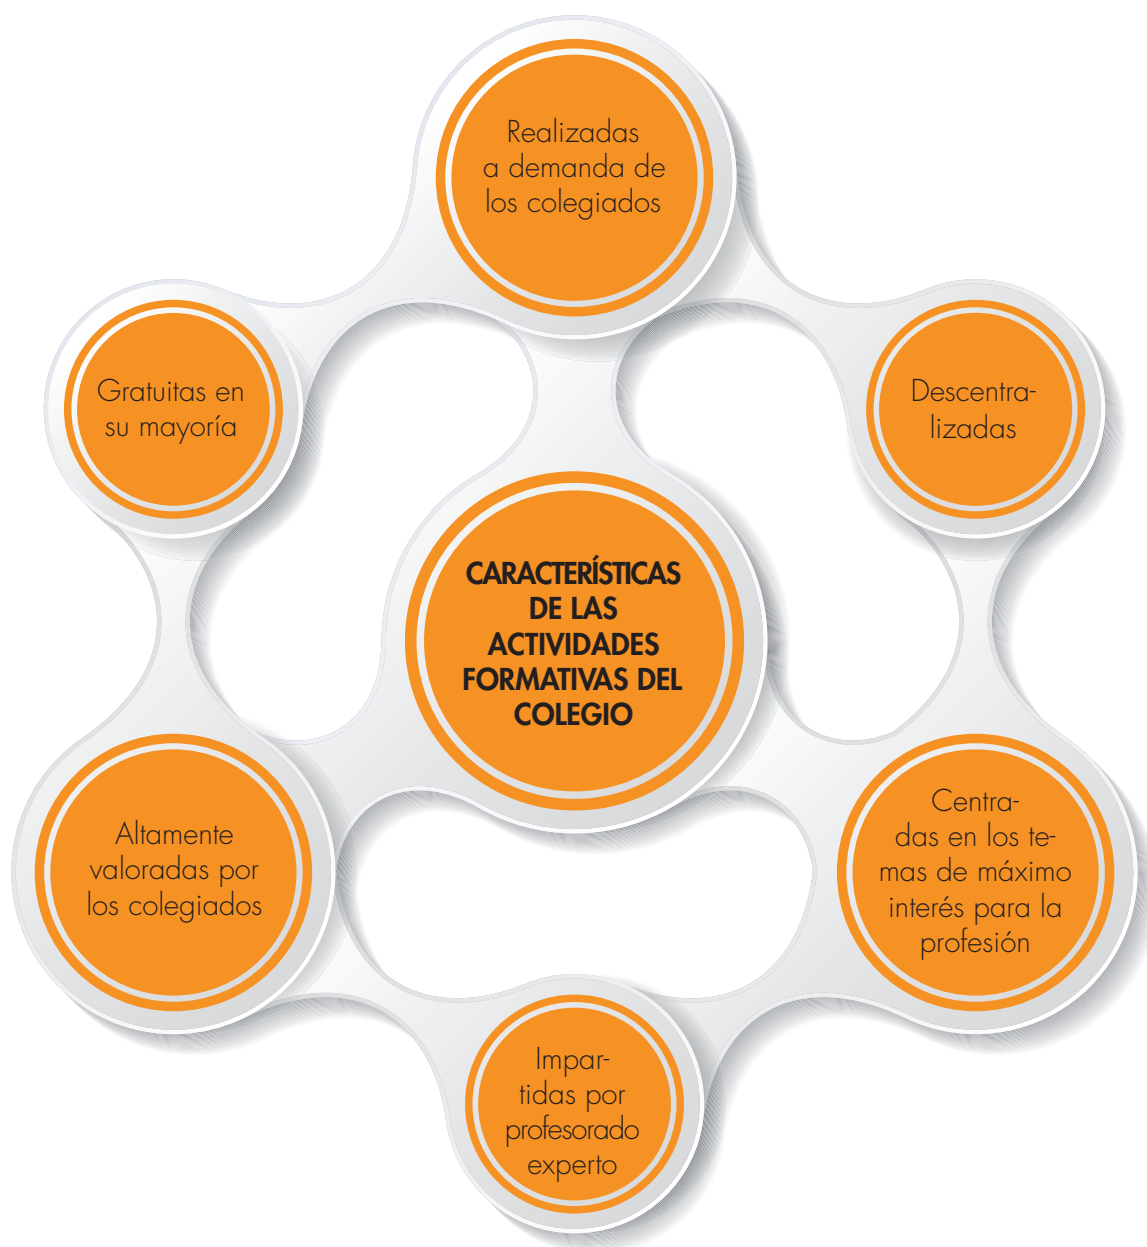 Realizadas
a demanda de
los colegiados
Gratuitas en
su mayoría
Descentra-
lizadas
CARACTERÍSTICAS
DE LAS
ACTIVIDADES
FORMATIVAS DEL
COLEGIO
Altamente
valoradas por
los colegiados
Centra-
das en los te-
mas de máximo
interés para la
profesión
Impar-
tidas por
profesorado
experto